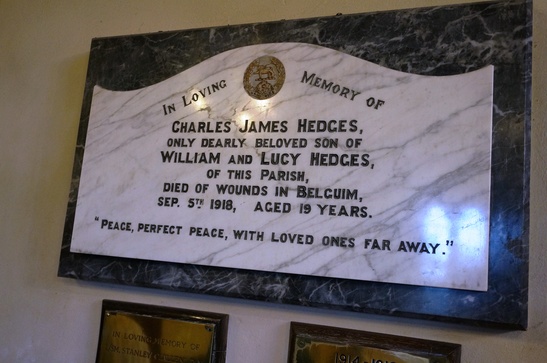 IN LOVING MEMORY OF
CHARLES JAMES HEDGES,
ONLY DEARLY BELOVED SON OF
WILLIAM AND LUCY HEDGES,
OF THIS PARISH,
DIED OF WOUNDS IN BELGUIM,
SEP. 5TH 1918, AGED 19 YEARS.
"PEACE, PERFECT PEACE, WITH LOVED ONES FAR AWAY."
IN LOVING MEMORY OF
STANLEY